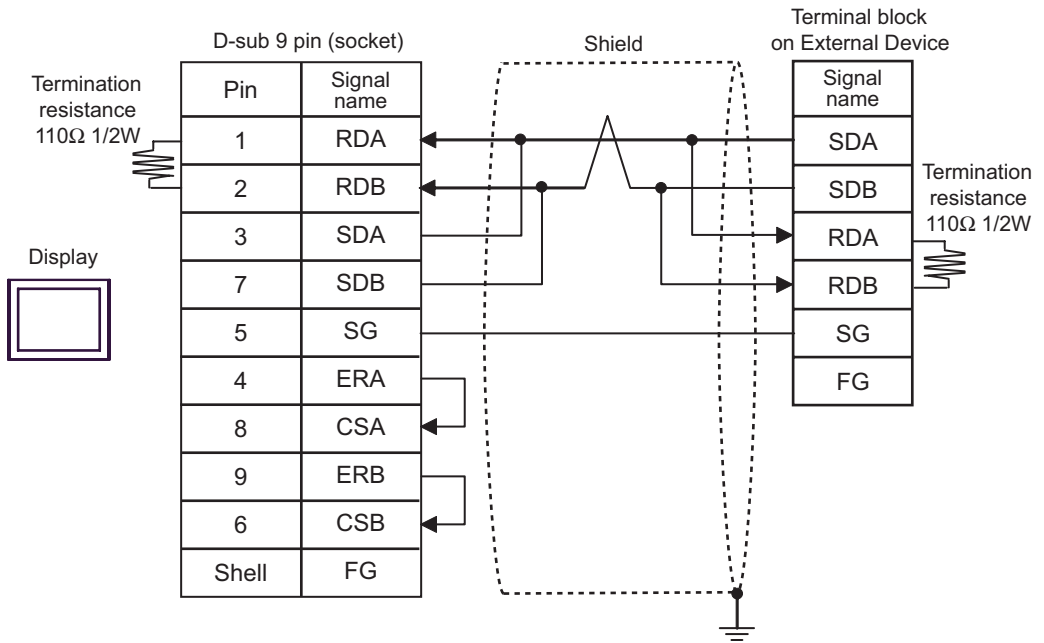 Terminal block
on External Device
D-sub 9 pin (socket)
Shield
Termination
resistance
110Ω 1/2W
Pin Signal name
1 RDA
2 RDB
3 SDA
7 SDB
5 SG
4 ERA
8 CSA
9 ERB
6 CSB
Shell FG
Display
Signal
name
SDA
SDB
RDA
RDB
SG
FG
Termination
resistance
110Ω 1/2W